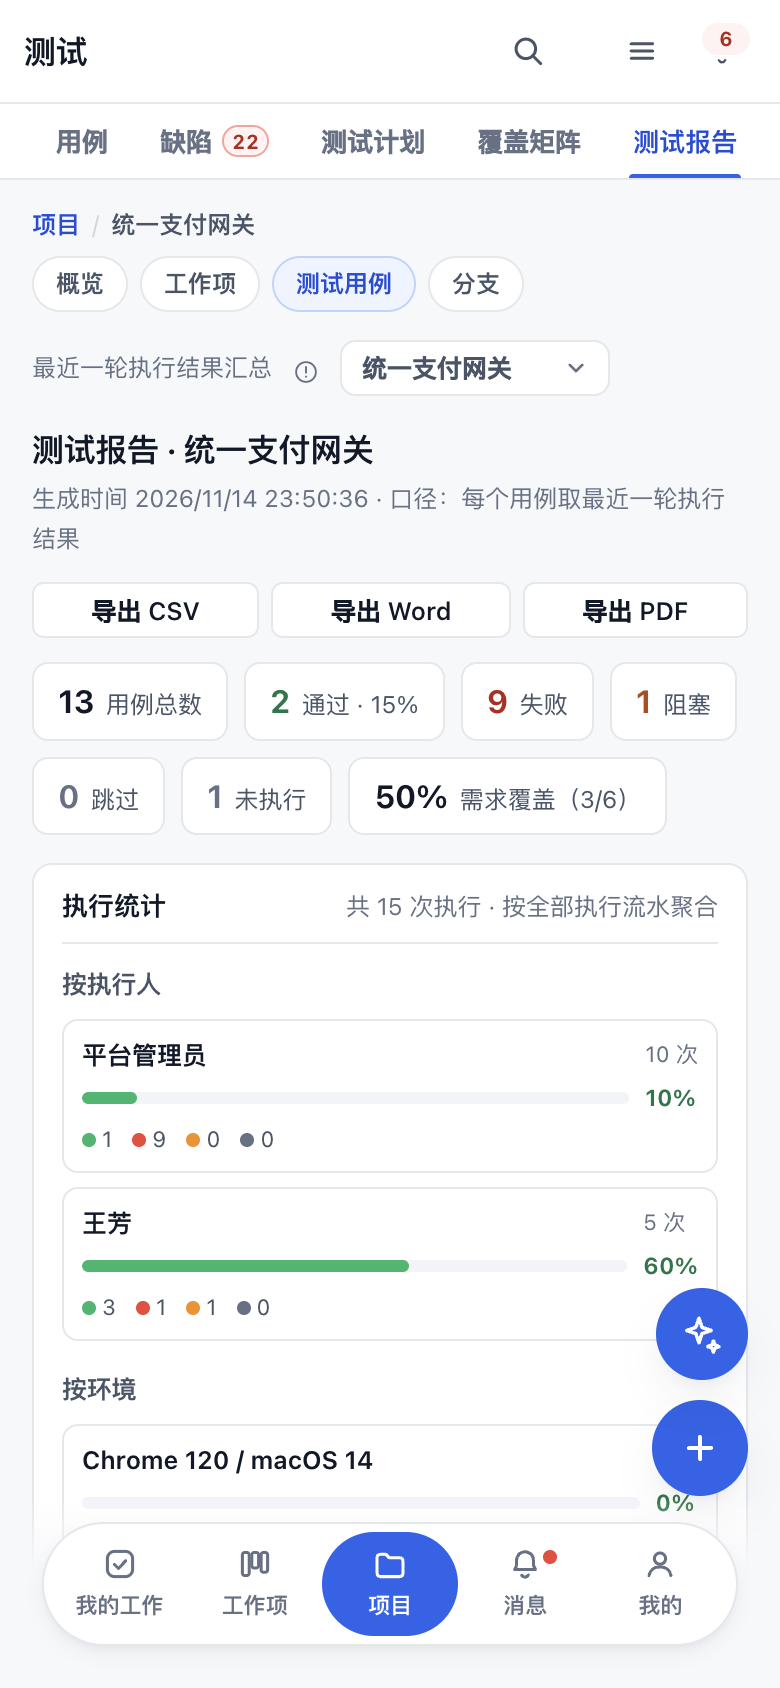 测试
6
用例
缺陷 22
测试计划
覆盖矩阵
测试报告
项目 / 统一支付网关
概览
工作项
测试用例
分支
最近一轮执行结果汇总
统一支付网关
测试报告 · 统一支付网关
生成时间 2026/11/14 23:50:36 · 口径：每个用例取最近一轮执行
结果
导出 CSV
导出 Word
导出 PDF
13 用例总数
2 通过 · 15%
9 失败
1 阻塞
0 跳过
1 未执行
50% 需求覆盖（3/6）
执行统计
共 15 次执行 · 按全部执行流水聚合
按执行人
平台管理员
10 次
10%
1 9 0 0
王芳
5 次
60%
3 1 1 0
按环境
Chrome 120 / macOS 14
0%
我的工作
工作项
项目
消息
我的